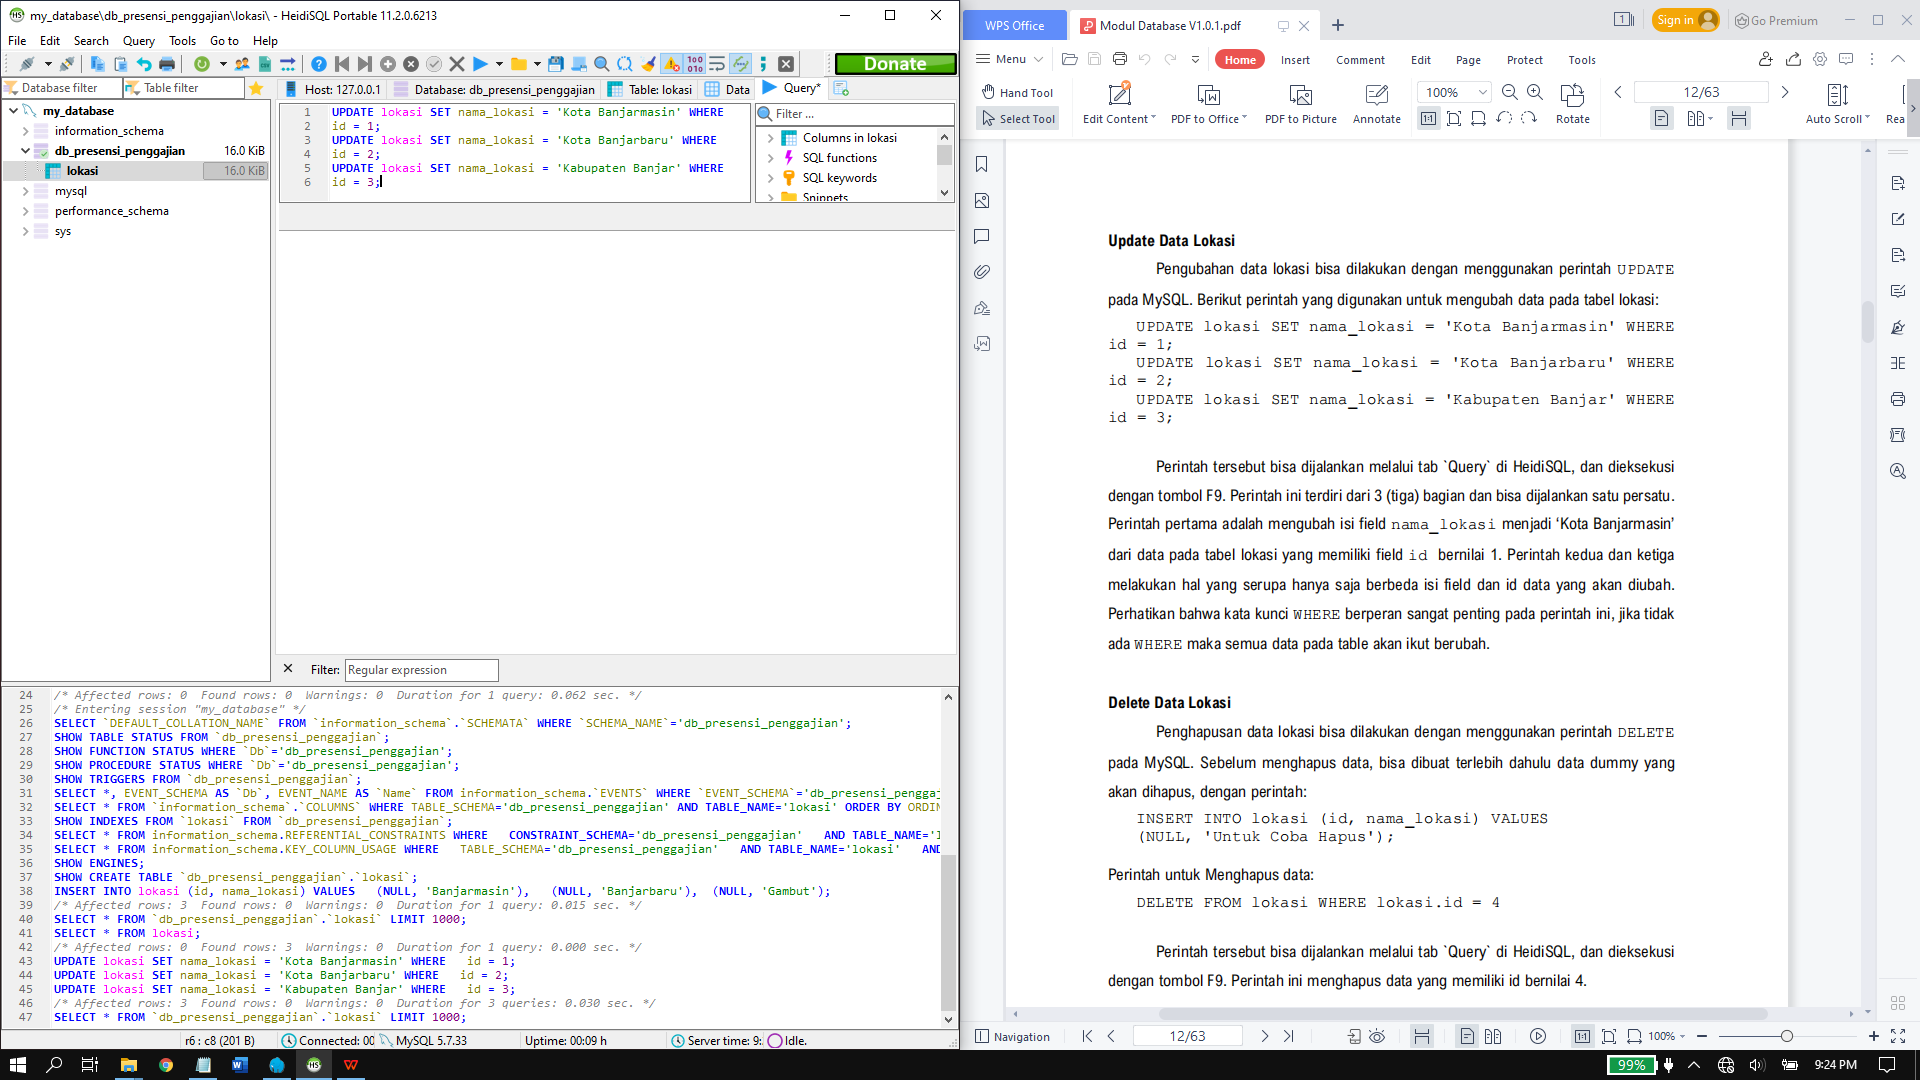 my_database\db_presensi_penggajian\lokasi\ - HeidiSQL Portable 11.2.0.6213
File Edit Search Query Tools Go to Help
Donate
Database filter Table filter
Host: 127.0.0.1 Database: db_presensi_penggajian Table: lokasi Data Query*
my_database
information_schema
db_presensi_penggajian 16.0 KiB
lokasi 16.0 KiB
mysql
performance_schema
sys
1 UPDATE lokasi SET nama_lokasi = 'Kota Banjarmasin' WHERE
2 id = 1;
3 UPDATE lokasi SET nama_lokasi = 'Kota Banjarbaru' WHERE
4 id = 2;
5 UPDATE lokasi SET nama_lokasi = 'Kabupaten Banjar' WHERE
6 id = 3;
Filter ...
Columns in lokasi
SQL functions
SQL keywords
Snippets
Filter: Regular expression
24 /* Affected rows: 0 Found rows: 0 Warnings: 0 Duration for 1 query: 0.062 sec. */
25 /* Entering session "my_database" */
26 SELECT `DEFAULT_COLLATION_NAME` FROM `information_schema`.`SCHEMATA` WHERE `SCHEMA_NAME`='db_presensi_penggajian';
27 SHOW TABLE STATUS FROM `db_presensi_penggajian`;
28 SHOW FUNCTION STATUS WHERE `Db`='db_presensi_penggajian';
29 SHOW PROCEDURE STATUS WHERE `Db`='db_presensi_penggajian';
30 SHOW TRIGGERS FROM `db_presensi_penggajian`;
31 SELECT *, EVENT_SCHEMA AS `Db`, EVENT_NAME AS `Name` FROM information_schema.`EVENTS` WHERE `EVENT_SCHEMA`='db_presensi_pengga
32 SELECT * FROM `information_schema`.`COLUMNS` WHERE TABLE_SCHEMA='db_presensi_penggajian' AND TABLE_NAME='lokasi' ORDER BY ORDIN
33 SHOW INDEXES FROM `lokasi` FROM `db_presensi_penggajian`;
34 SELECT * FROM information_schema.REFERENTIAL_CONSTRAINTS WHERE CONSTRAINT_SCHEMA='db_presensi_penggajian' AND TABLE_NAME='l
35 SELECT * FROM information_schema.KEY_COLUMN_USAGE WHERE TABLE_SCHEMA='db_presensi_penggajian' AND TABLE_NAME='lokasi' AND
36 SHOW ENGINES;
37 SHOW CREATE TABLE `db_presensi_penggajian`.`lokasi`;
38 INSERT INTO lokasi (id, nama_lokasi) VALUES (NULL, 'Banjarmasin'), (NULL, 'Banjarbaru'), (NULL, 'Gambut');
39 /* Affected rows: 3 Found rows: 0 Warnings: 0 Duration for 1 query: 0.015 sec. */
40 SELECT * FROM `db_presensi_penggajian`.`lokasi` LIMIT 1000;
41 SELECT * FROM lokasi;
42 /* Affected rows: 0 Found rows: 3 Warnings: 0 Duration for 1 query: 0.000 sec. */
43 UPDATE lokasi SET nama_lokasi = 'Kota Banjarmasin' WHERE id = 1;
44 UPDATE lokasi SET nama_lokasi = 'Kota Banjarbaru' WHERE id = 2;
45 UPDATE lokasi SET nama_lokasi = 'Kabupaten Banjar' WHERE id = 3;
46 /* Affected rows: 3 Found rows: 0 Warnings: 0 Duration for 3 queries: 0.030 sec. */
47 SELECT * FROM `db_presensi_penggajian`.`lokasi` LIMIT 1000;
r6 : c8 (201 B) Connected: 00 MySQL 5.7.33 Uptime: 00:09 h Server time: 9: Idle.
WPS Office Modul Database V1.0.1.pdf 1 Sign in Go Premium
Menu Home Insert Comment Edit Page Protect Tools
Hand Tool
Select Tool
Edit Content PDF to Office PDF to Picture Annotate
100%
Rotate
12/63
Auto Scroll Rea
Update Data Lokasi
Pengubahan data lokasi bisa dilakukan dengan menggunakan perintah UPDATE
pada MySQL. Berikut perintah yang digunakan untuk mengubah data pada tabel lokasi:
UPDATE lokasi SET nama_lokasi = 'Kota Banjarmasin' WHERE
id = 1;
UPDATE lokasi SET nama_lokasi = 'Kota Banjarbaru' WHERE
id = 2;
UPDATE lokasi SET nama_lokasi = 'Kabupaten Banjar' WHERE
id = 3;
Perintah tersebut bisa dijalankan melalui tab `Query` di HeidiSQL, dan dieksekusi
dengan tombol F9. Perintah ini terdiri dari 3 (tiga) bagian dan bisa dijalankan satu persatu.
Perintah pertama adalah mengubah isi field nama_lokasi menjadi ‘Kota Banjarmasin’
dari data pada tabel lokasi yang memiliki field id bernilai 1. Perintah kedua dan ketiga
melakukan hal yang serupa hanya saja berbeda isi field dan id data yang akan diubah.
Perhatikan bahwa kata kunci WHERE berperan sangat penting pada perintah ini, jika tidak
ada WHERE maka semua data pada table akan ikut berubah.
Delete Data Lokasi
Penghapusan data lokasi bisa dilakukan dengan menggunakan perintah DELETE
pada MySQL. Sebelum menghapus data, bisa dibuat terlebih dahulu data dummy yang
akan dihapus, dengan perintah:
INSERT INTO lokasi (id, nama_lokasi) VALUES
(NULL, 'Untuk Coba Hapus');
Perintah untuk Menghapus data:
DELETE FROM lokasi WHERE lokasi.id = 4
Perintah tersebut bisa dijalankan melalui tab `Query` di HeidiSQL, dan dieksekusi
dengan tombol F9. Perintah ini menghapus data yang memiliki id bernilai 4.
Navigation 12/63 100%
99% 9:24 PM